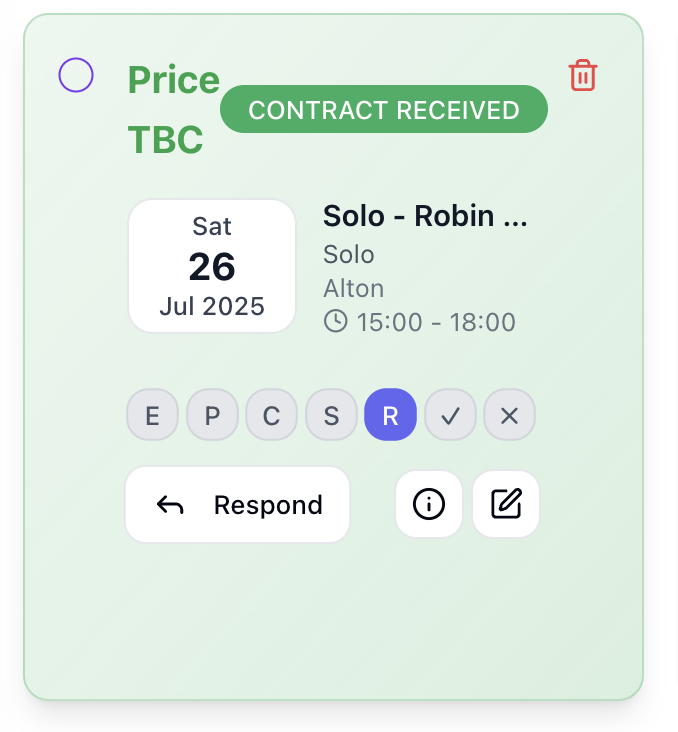 Price
TBC
CONTRACT RECEIVED
Sat
26
Jul 2025
Solo - Robin ...
Solo
Alton
15:00 - 18:00
E P C S R
Respond